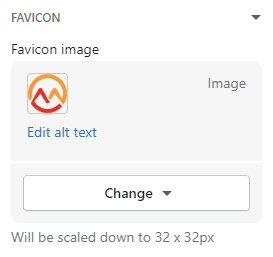 FAVICON
Favicon image
Image
Edit alt text
Change
Will be scaled down to 32 x 32px